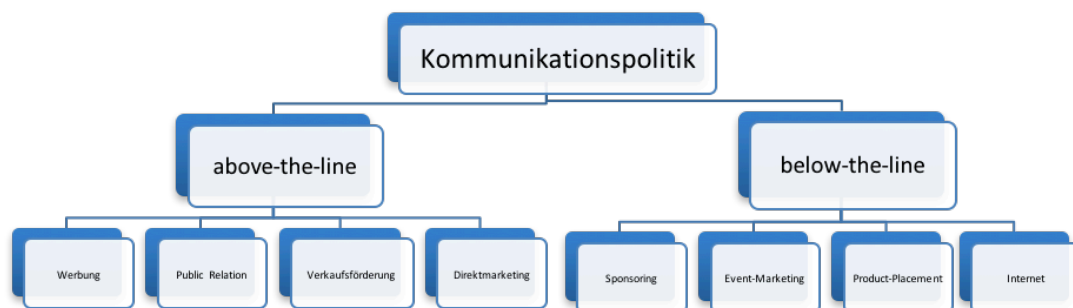 Kommunikationspolitik
above-the-line
below-the-line
Werbung
Public Relation
Verkaufsförderung
Direktmarketing
Sponsoring
Event-Marketing
Product-Placement
Internet